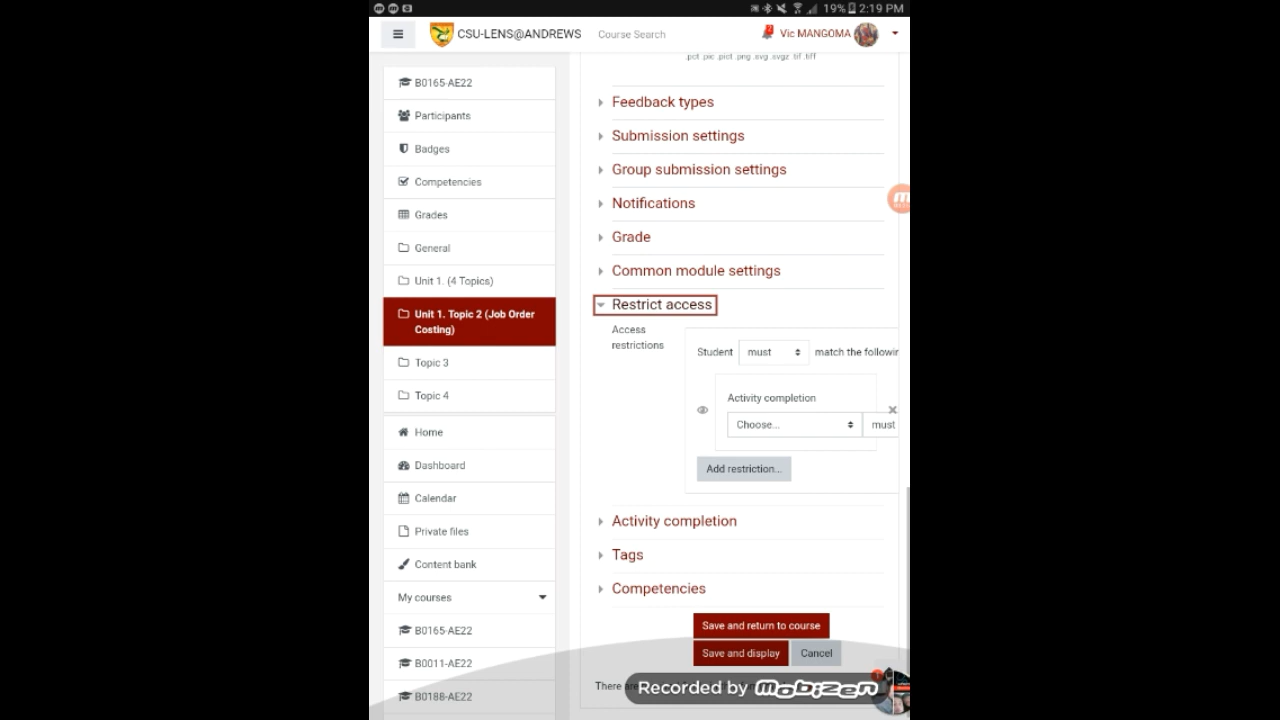 19% 2:19 PM
CSU-LENS@ANDREWS Course Search Vic MANGOMA
.pct .pic .pict .png .svg .svgz .tif .tiff
B0165-AE22
Participants
Badges
Competencies
Grades
General
Unit 1. (4 Topics)
Unit 1. Topic 2 (Job Order
Costing)
Topic 3
Topic 4
Home
Dashboard
Calendar
Private files
Content bank
My courses
B0165-AE22
B0011-AE22
B0188-AE22
Feedback types
Submission settings
Group submission settings
Notifications
Grade
Common module settings
Restrict access
Access
restrictions
Student must match the followin
Activity completion
Choose... must
Add restriction...
Activity completion
Tags
Competencies
Save and return to course
Save and display Cancel
There
Recorded by Mobizen